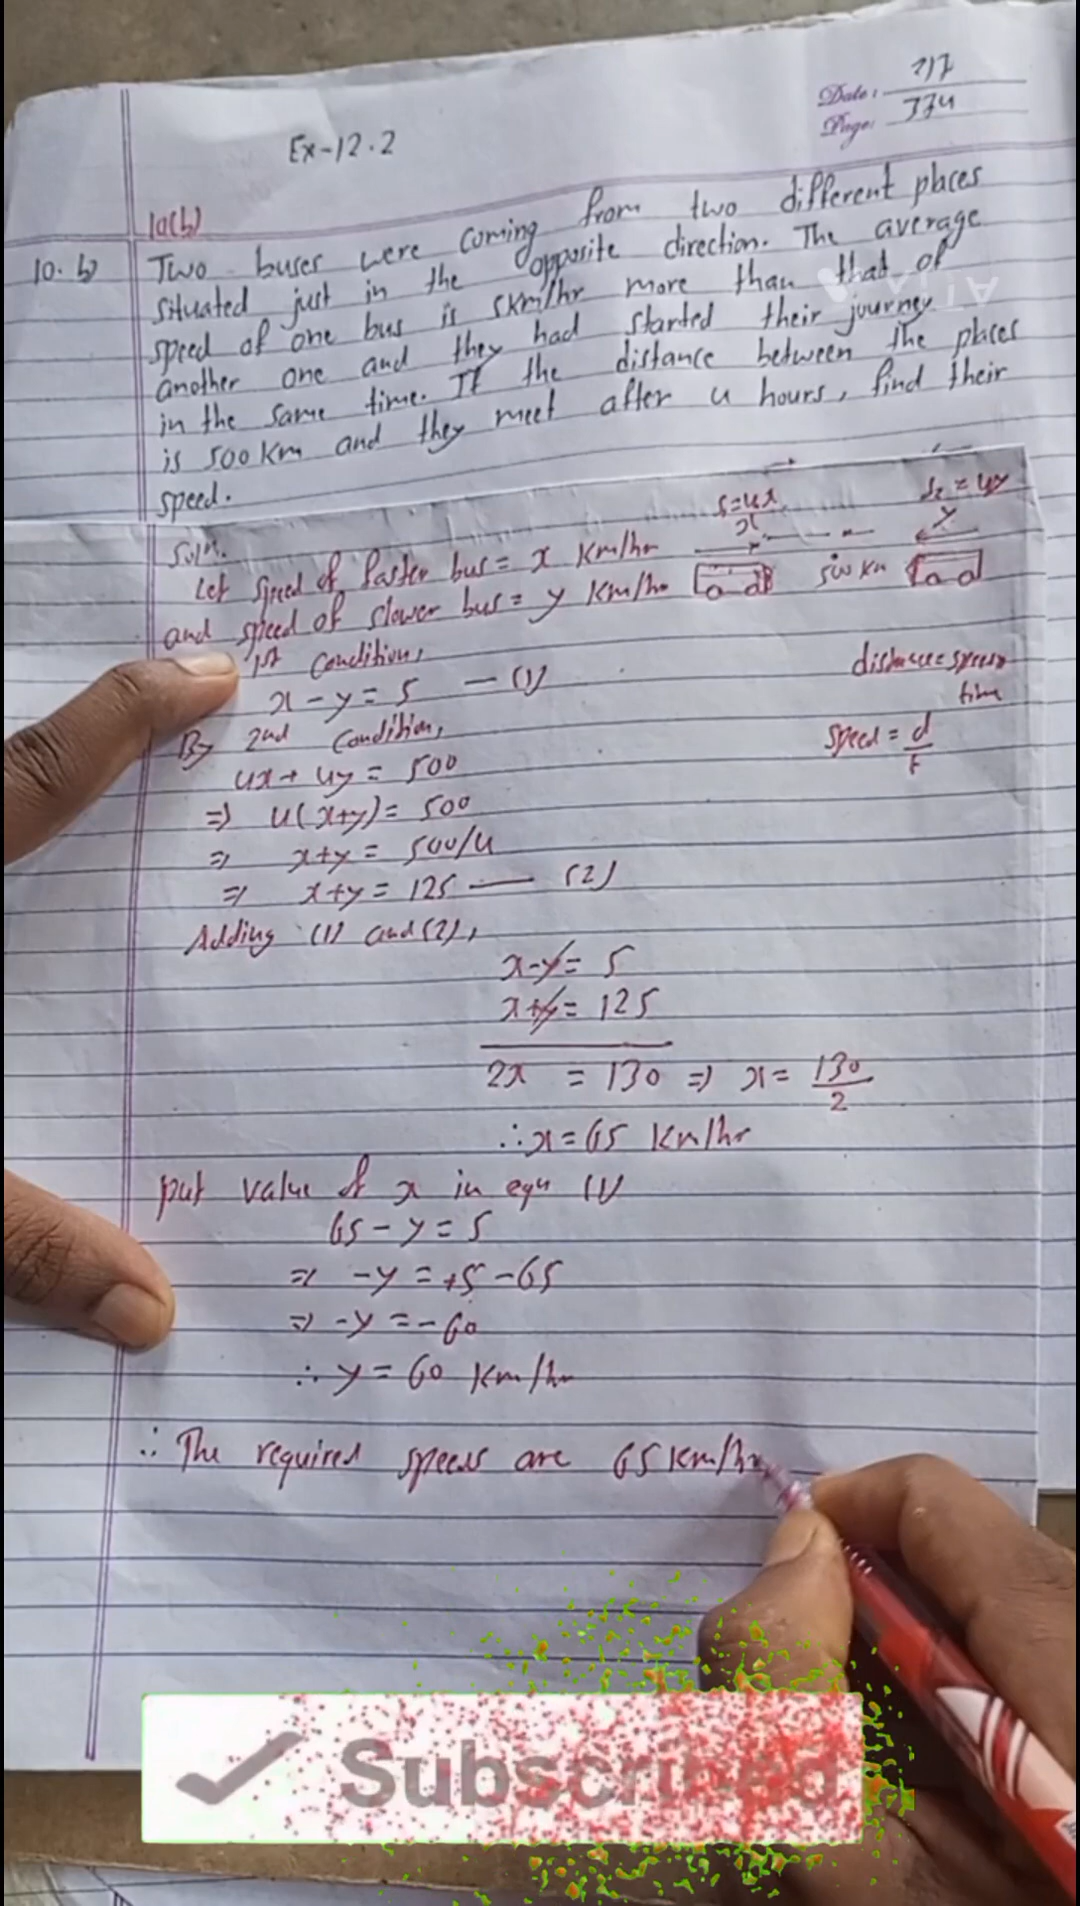 Date: 217
Page: 374
Ex-12.2
10(b)
10. b) Two buses were coming from two different places
situated just in the opposite direction. The average
speed of one bus is 5km/hr more than that of
another one and they had started their journey
in the same time. If the distance between the places
is 500 Km and they meet after 4 hours, find their
speed.
Soln.
Let speed of faster bus = x Km/hr
and speed of slower bus = y Km/hr
S=4x
x
S2 = 4y
y
500 Km
1st Condition,
x - y = 5 — (1)
distance = speed x
time
By 2nd Condition,
speed = d/t
4x + 4y = 500
=> 4(x+y) = 500
=> x+y = 500/4
=> x+y = 125 — (2)
Adding (1) and (2),
x-y = 5
x+y = 125
2x = 130 => x = 130/2
∴ x = 65 Km/hr
put value of x in eqn (1)
65 - y = 5
=> -y = +5 - 65
=> -y = -60
∴ y = 60 Km/hr
∴ The required speeds are 65 Km/hr
Subscribed